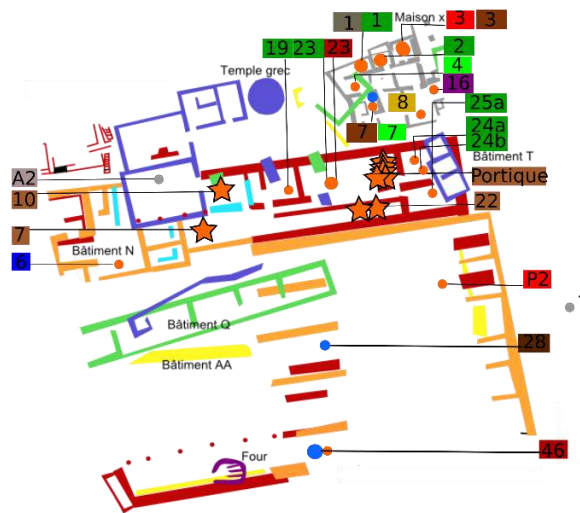 1 1 Maison x 3 3
19 23 23 2
4
Temple grec 16
8
25a
7 7 24a
24b
Bâtiment T
A2 Portique
10 22
7
Bâtiment N
6
P2
Bâtiment Q
28
Bâtiment AA
Four 46